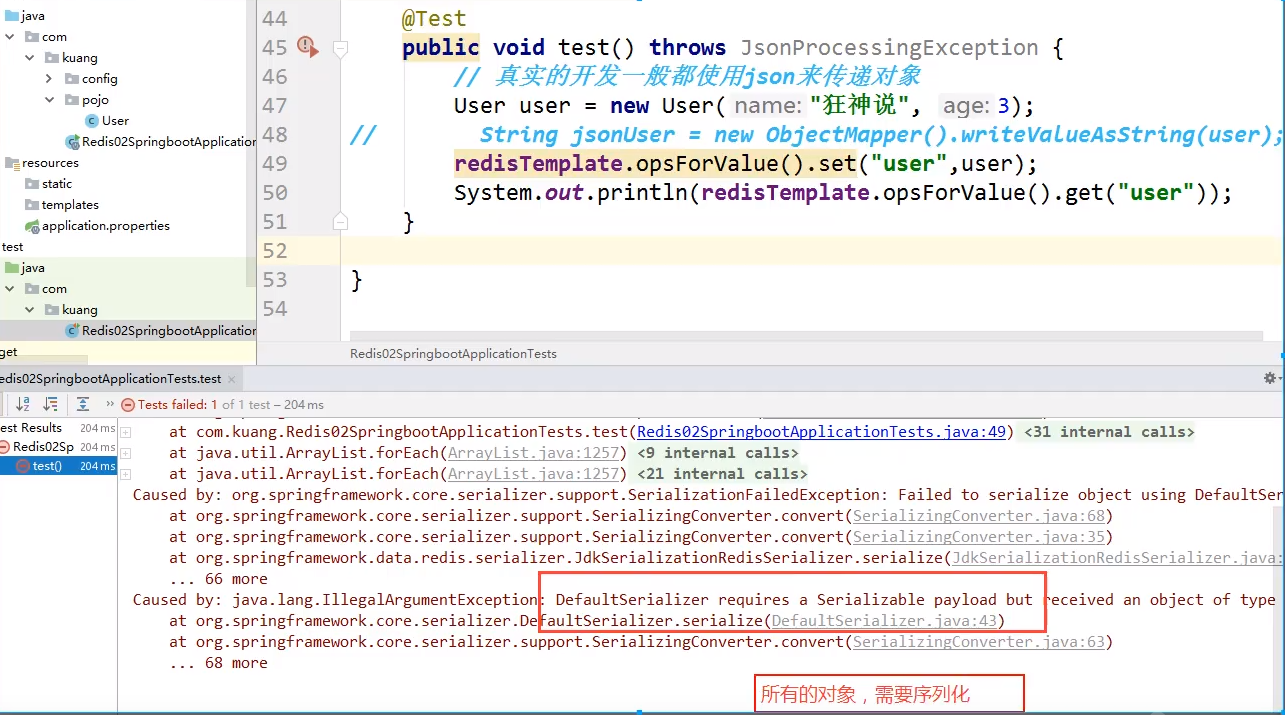 java
com
kuang
config
pojo
User
Redis02SpringbootApplication
resources
static
templates
application.properties
test
java
com
kuang
Redis02SpringbootApplication
get
44 @Test
45 public void test() throws JsonProcessingException {
46 // 真实的开发一般都使用json来传递对象
47 User user = new User( name: "狂神说", age: 3);
48 // String jsonUser = new ObjectMapper().writeValueAsString(user);
49 redisTemplate.opsForValue().set("user",user);
50 System.out.println(redisTemplate.opsForValue().get("user"));
51 }
52
53 }
54
Redis02SpringbootApplicationTests
edis02SpringbootApplicationTests.test ×
» Tests failed: 1 of 1 test – 204 ms
est Results 204 ms
Redis02Sp 204 ms
test() 204 ms
at com.kuang.Redis02SpringbootApplicationTests.test(Redis02SpringbootApplicationTests.java:49) <31 internal calls>
at java.util.ArrayList.forEach(ArrayList.java:1257) <9 internal calls>
at java.util.ArrayList.forEach(ArrayList.java:1257) <21 internal calls>
Caused by: org.springframework.core.serializer.support.SerializationFailedException: Failed to serialize object using DefaultSer
at org.springframework.core.serializer.support.SerializingConverter.convert(SerializingConverter.java:68)
at org.springframework.core.serializer.support.SerializingConverter.convert(SerializingConverter.java:35)
at org.springframework.data.redis.serializer.JdkSerializationRedisSerializer.serialize(JdkSerializationRedisSerializer.java:
... 66 more
Caused by: java.lang.IllegalArgumentException: DefaultSerializer requires a Serializable payload but received an object of type
at org.springframework.core.serializer.DefaultSerializer.serialize(DefaultSerializer.java:43)
at org.springframework.core.serializer.support.SerializingConverter.convert(SerializingConverter.java:63)
... 68 more
所有的对象，需要序列化